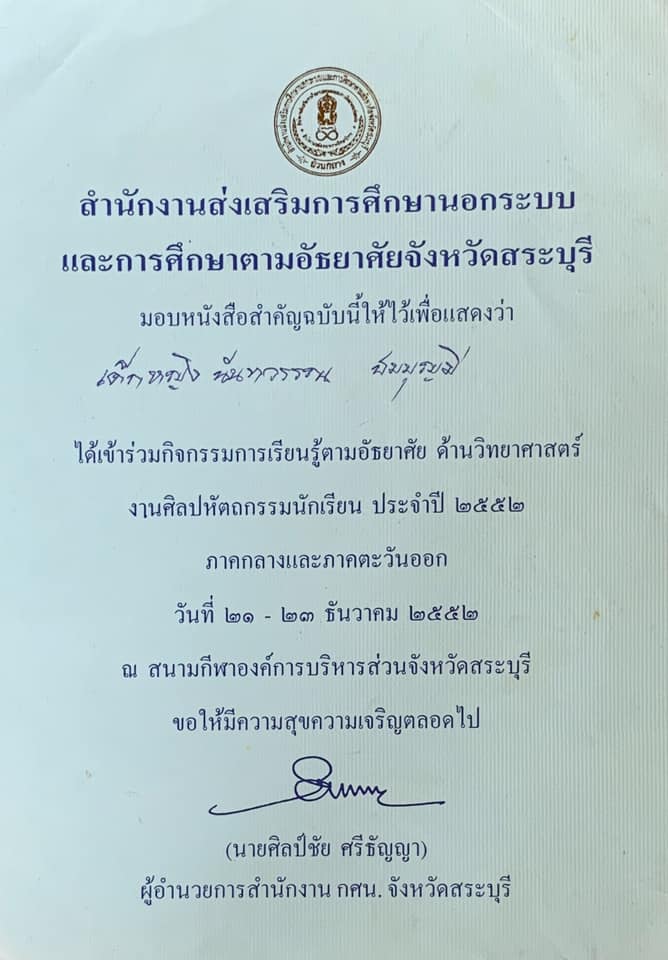 สำนักงานส่งเสริมการศึกษานอกระบบ
และการศึกษาตามอัธยาศัยจังหวัดสระบุรี
มอบหนังสือสำคัญฉบับนี้ให้ไว้เพื่อแสดงว่า
เด็กหญิง นันทวรรณ สมบุญมี
ได้เข้าร่วมกิจกรรมการเรียนรู้ตามอัธยาศัย ด้านวิทยาศาสตร์
งานศิลปหัตถกรรมนักเรียน ประจำปี ๒๕๕๒
ภาคกลางและภาคตะวันออก
วันที่ ๒๑ - ๒๓ ธันวาคม ๒๕๕๒
ณ สนามกีฬาองค์การบริหารส่วนจังหวัดสระบุรี
ขอให้มีความสุขความเจริญตลอดไป
(นายศิลป์ชัย ศรีธัญญา)
ผู้อำนวยการสำนักงาน กศน. จังหวัดสระบุรี